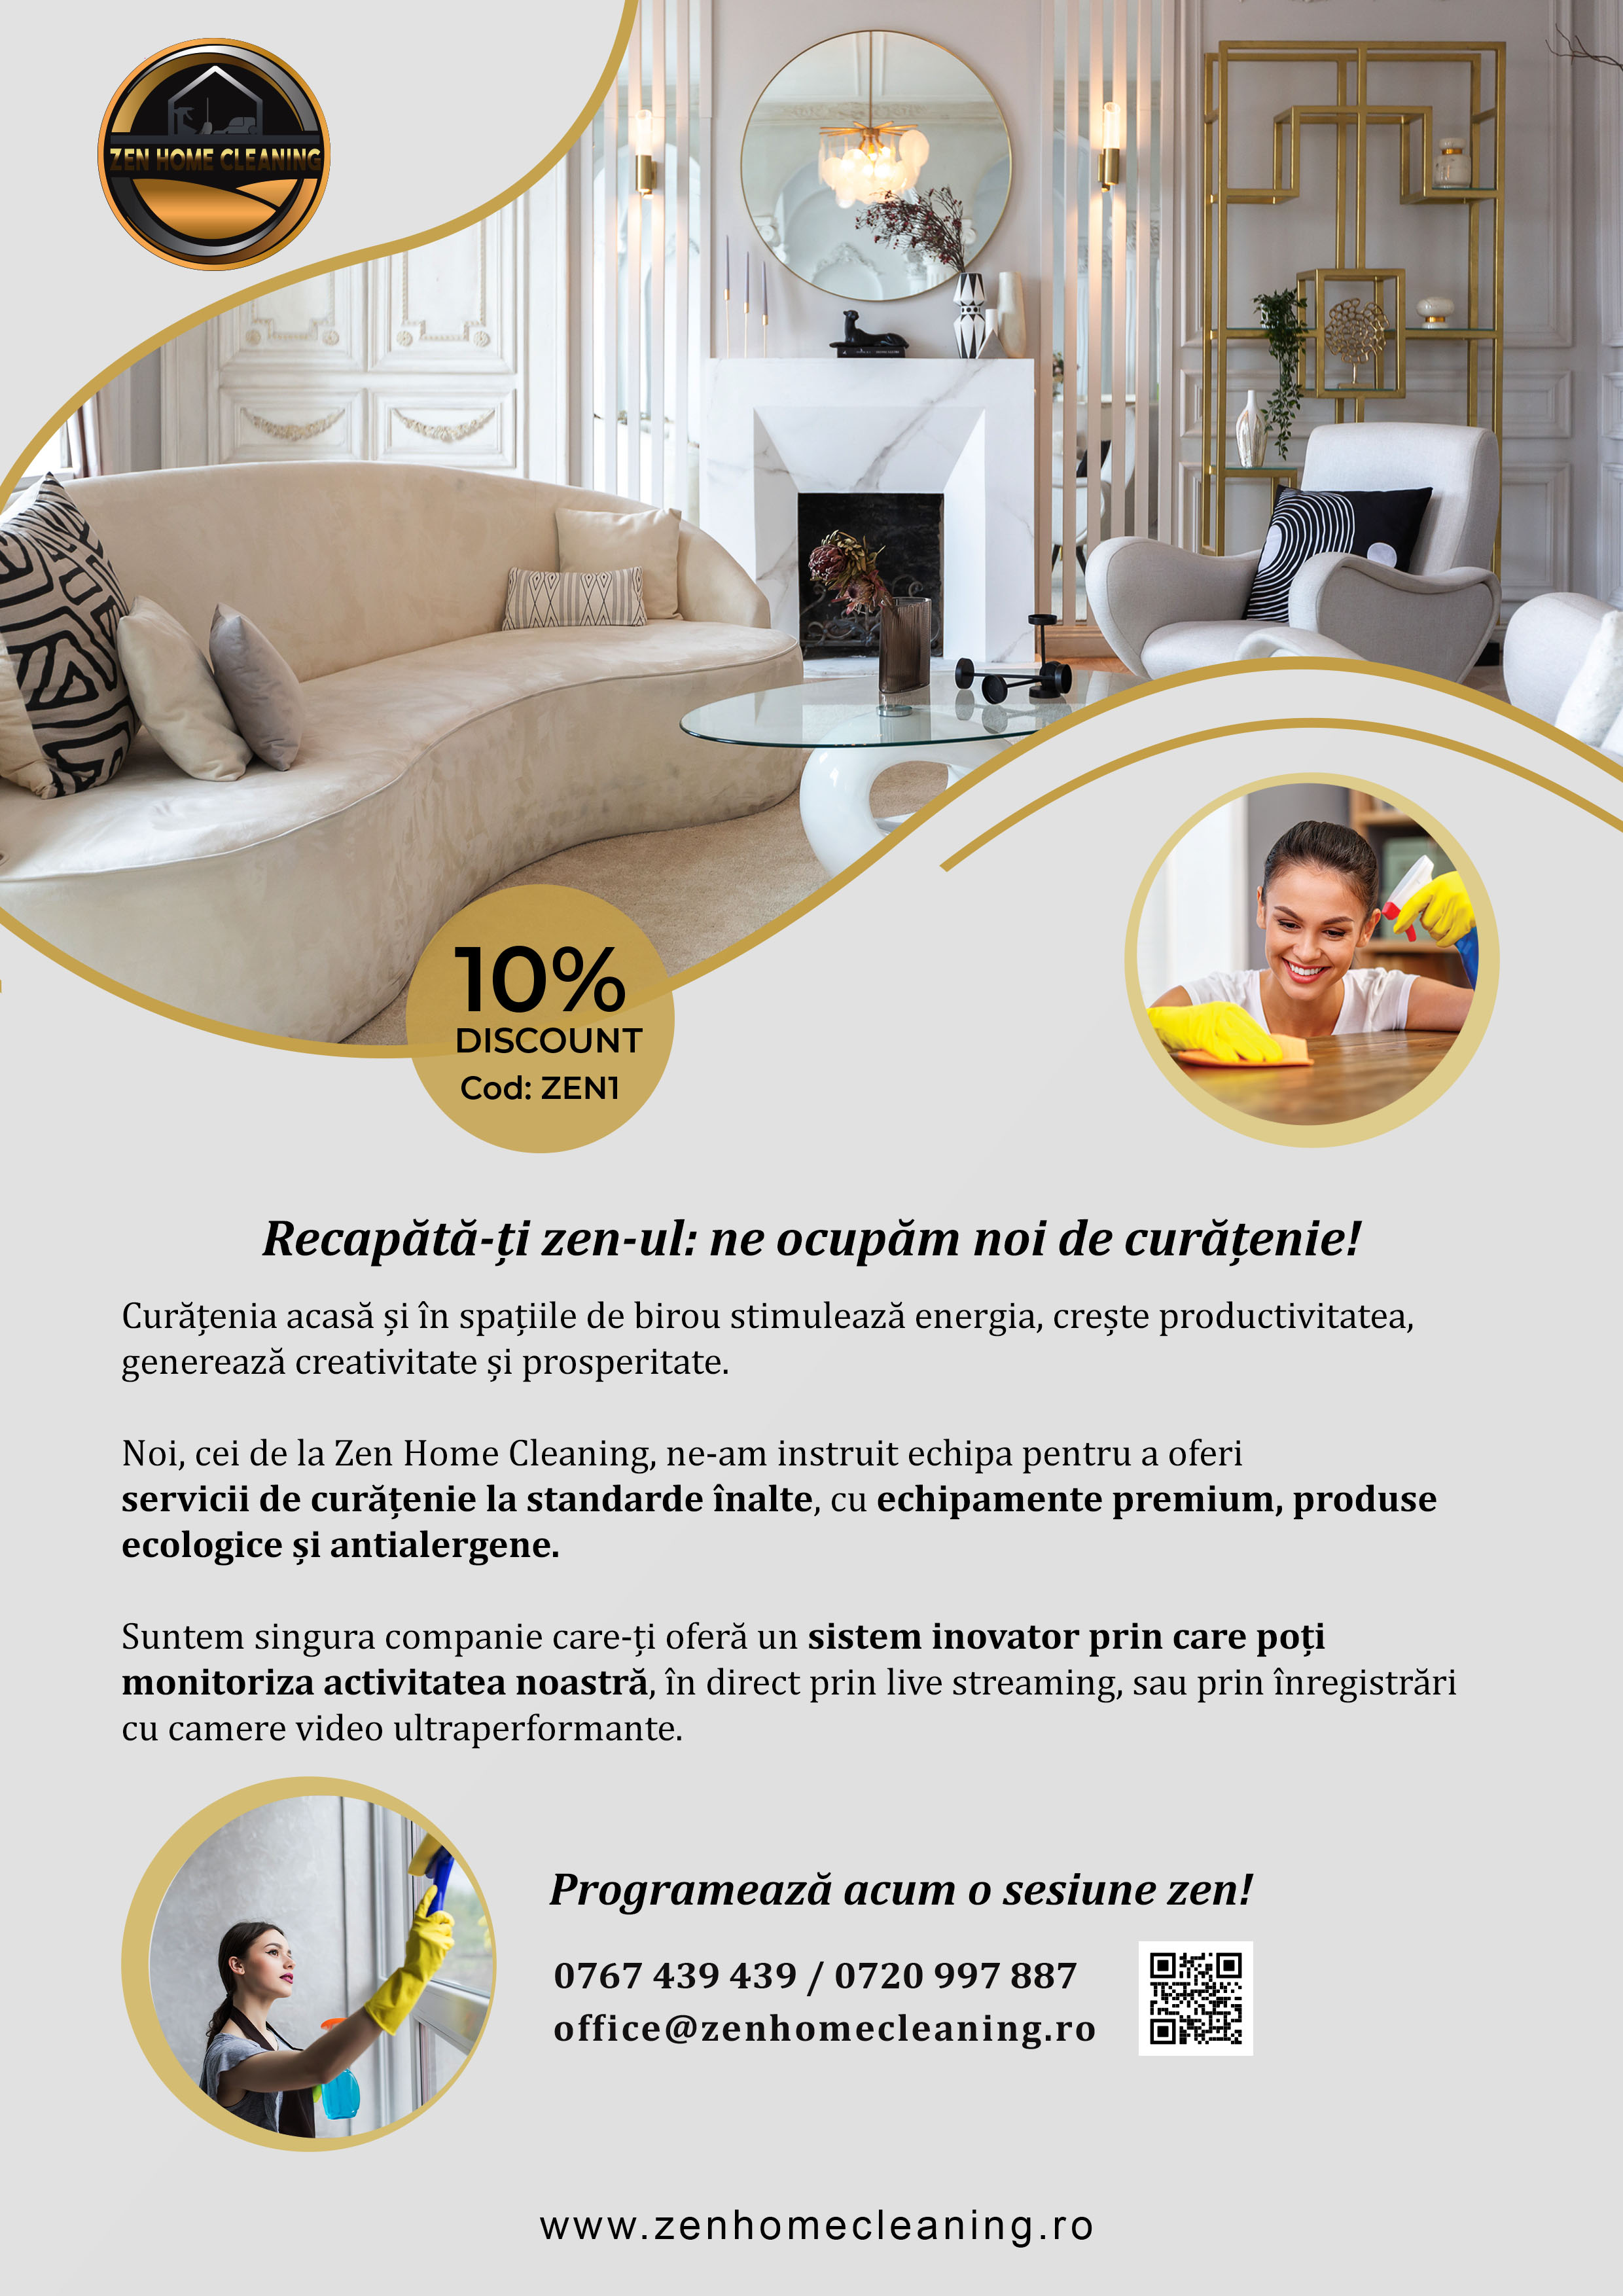 ZEN HOME CLEANING
10%
DISCOUNT
Cod: ZEN1
Recapătă-ți zen-ul: ne ocupăm noi de curățenie!
Curățenia acasă și în spațiile de birou stimulează energia, crește productivitatea,
generează creativitate și prosperitate.
Noi, cei de la Zen Home Cleaning, ne-am instruit echipa pentru a oferi
servicii de curățenie la standarde înalte, cu echipamente premium, produse
ecologice și antialergene.
Suntem singura companie care-ți oferă un sistem inovator prin care poți
monitoriza activitatea noastră, în direct prin live streaming, sau prin înregistrări
cu camere video ultraperformante.
Programează acum o sesiune zen!
0767 439 439 / 0720 997 887
office@zenhomecleaning.ro
www.zenhomecleaning.ro